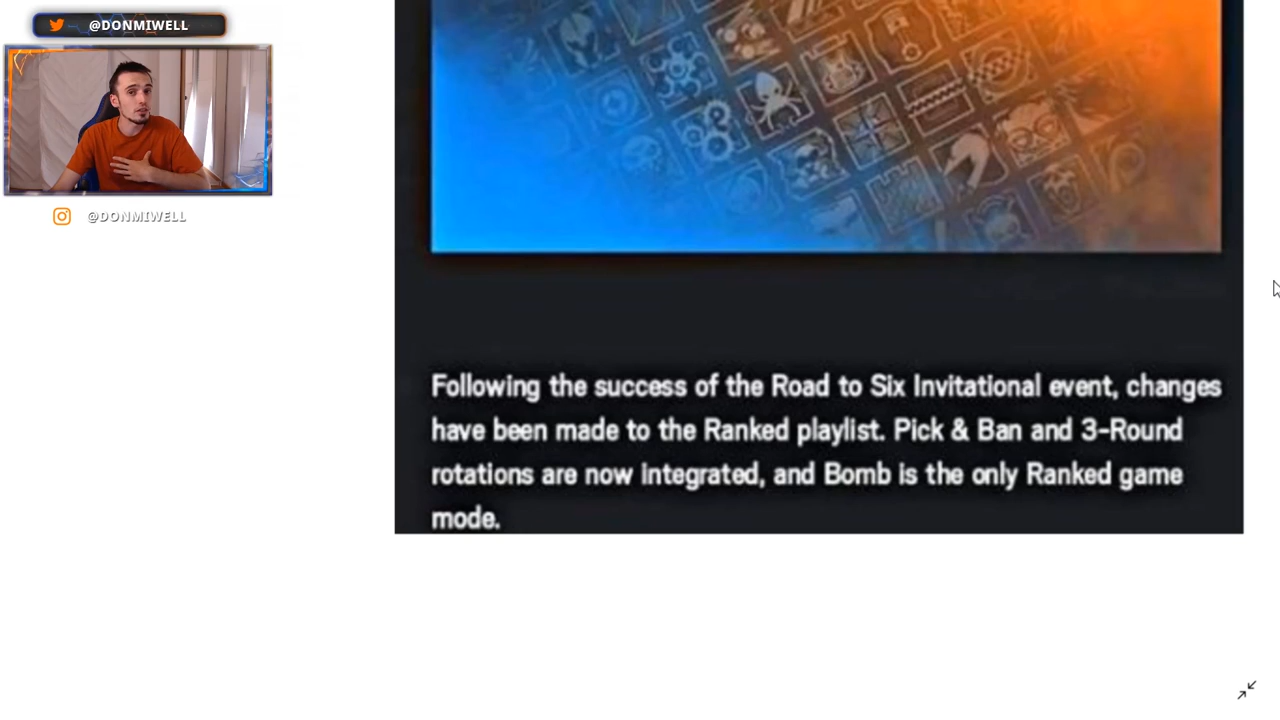 @DONMIWELL
@DONMIWELL
Following the success of the Road to Six Invitational event, changes
have been made to the Ranked playlist. Pick & Ban and 3-Round
rotations are now integrated, and Bomb is the only Ranked game
mode.